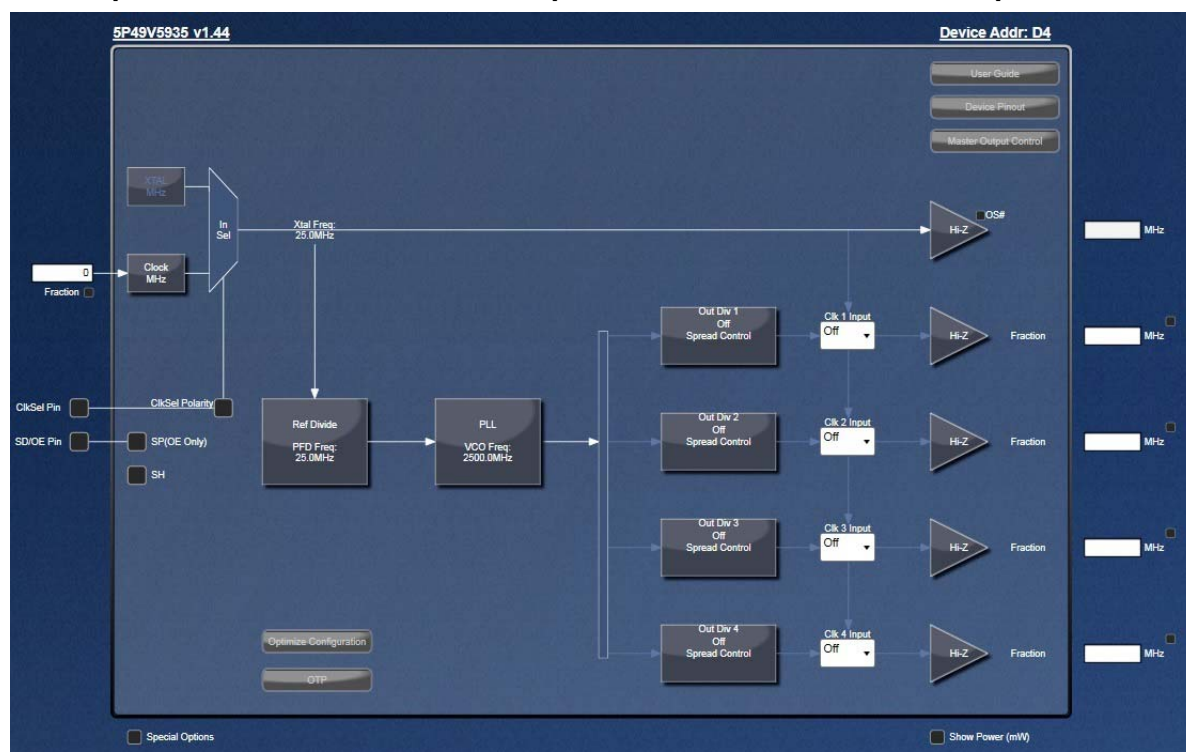 5P49V5935 v1.44
Device Addr: D4
User Guide
Device Pinout
Master Output Control
XTAL
MHz
In
Sel
Xtal Freq:
25.0MHz
OS#
Hi-Z
MHz
0
Clock
MHz
Fraction
Out Div 1
Off
Spread Control
Clk 1 Input
Off
Hi-Z
Fraction
MHz
ClkSel Pin
ClkSel Polarity
SD/OE Pin
SP(OE Only)
SH
Ref Divide
PFD Freq:
25.0MHz
PLL
VCO Freq:
2500.0MHz
Out Div 2
Off
Spread Control
Clk 2 Input
Off
Hi-Z
Fraction
MHz
Out Div 3
Off
Spread Control
Clk 3 Input
Off
Hi-Z
Fraction
MHz
Optimize Configuration
OTP
Out Div 4
Off
Spread Control
Clk 4 Input
Off
Hi-Z
Fraction
MHz
Special Options
Show Power (mW)